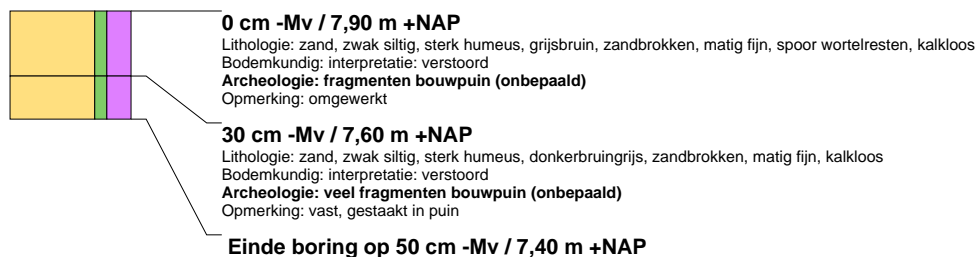 0 cm -Mv / 7,90 m +NAP
Lithologie: zand, zwak siltig, sterk humeus, grijsbruin, zandbrokken, matig fijn, spoor wortelresten, kalkloos
Bodemkundig: interpretatie: verstoord
Archeologie: fragmenten bouwpuin (onbepaald)
Opmerking: omgewerkt
30 cm -Mv / 7,60 m +NAP
Lithologie: zand, zwak siltig, sterk humeus, donkerbruingrijs, zandbrokken, matig fijn, kalkloos
Bodemkundig: interpretatie: verstoord
Archeologie: veel fragmenten bouwpuin (onbepaald)
Opmerking: vast, gestaakt in puin
Einde boring op 50 cm -Mv / 7,40 m +NAP